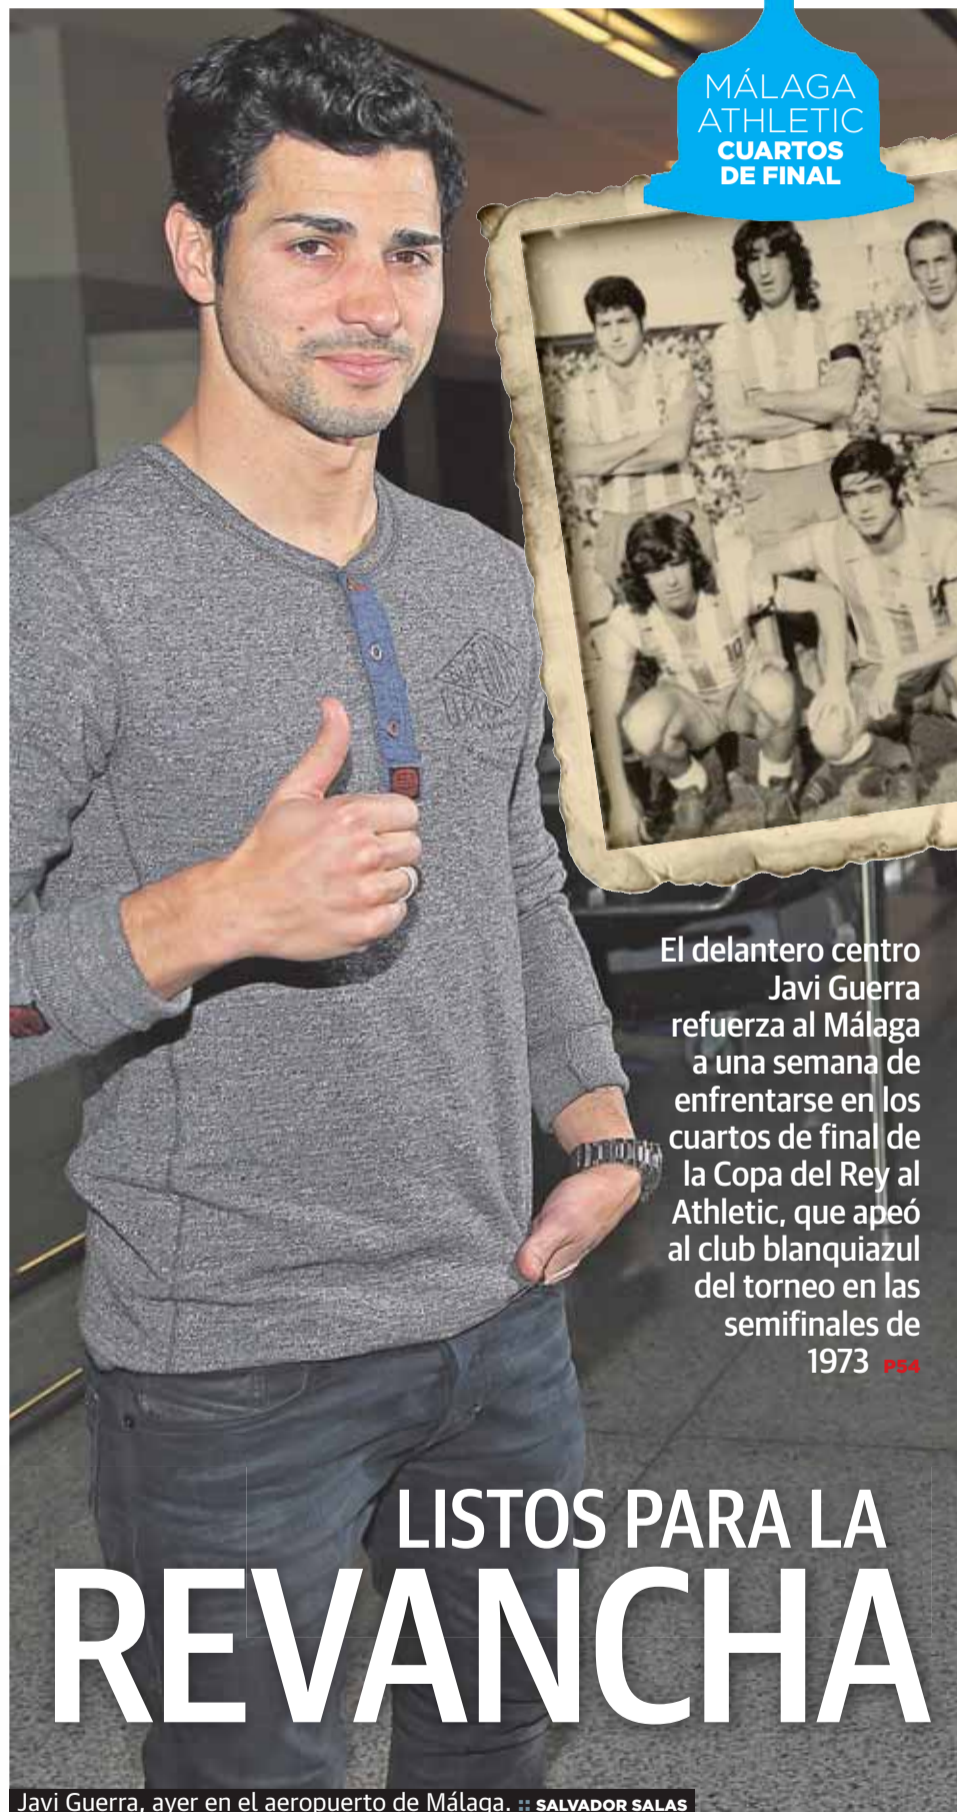 MÁLAGA
ATHLETIC
CUARTOS
DE FINAL
10
El delantero centro
Javi Guerra
refuerza al Málaga
a una semana de
enfrentarse en los
cuartos de final de
la Copa del Rey al
Athletic, que apeó
al club blanquiazul
del torneo en las
semifinales de
1973 P54
LISTOS PARA LA
REVANCHA
Javi Guerra, ayer en el aeropuerto de Málaga. :: SALVADOR SALAS